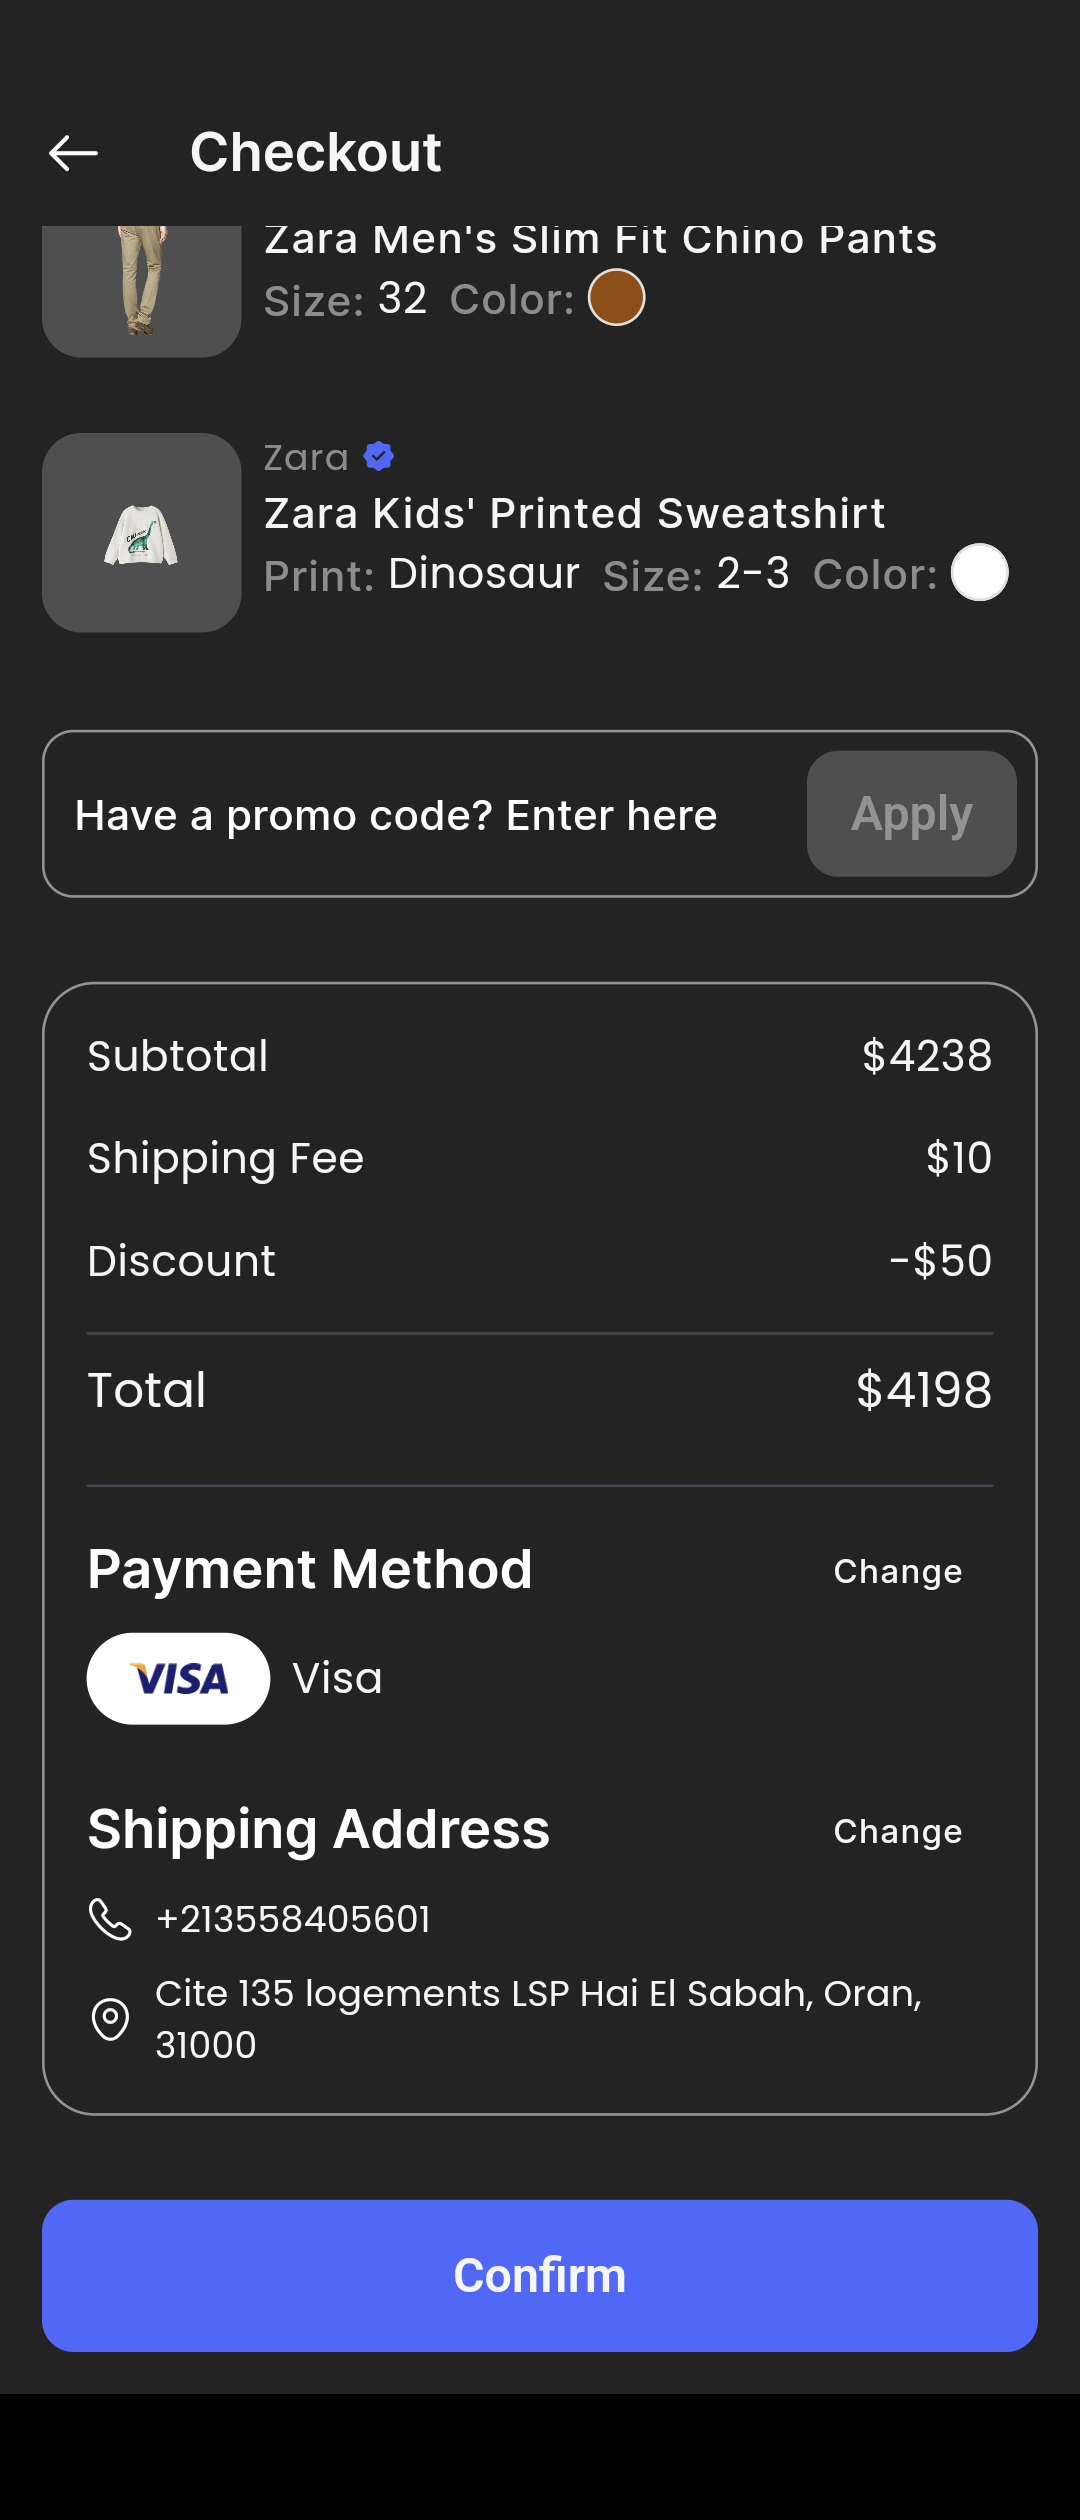 Checkout
Zara Men's Slim Fit Chino Pants
Size: 32 Color:
Zara
Zara Kids' Printed Sweatshirt
Print: Dinosaur Size: 2-3 Color:
Have a promo code? Enter here
Apply
Subtotal $4238
Shipping Fee $10
Discount -$50
Total $4198
Payment Method Change
VISA Visa
Shipping Address Change
+213558405601
Cite 135 logements LSP Hai El Sabah, Oran,
31000
Confirm